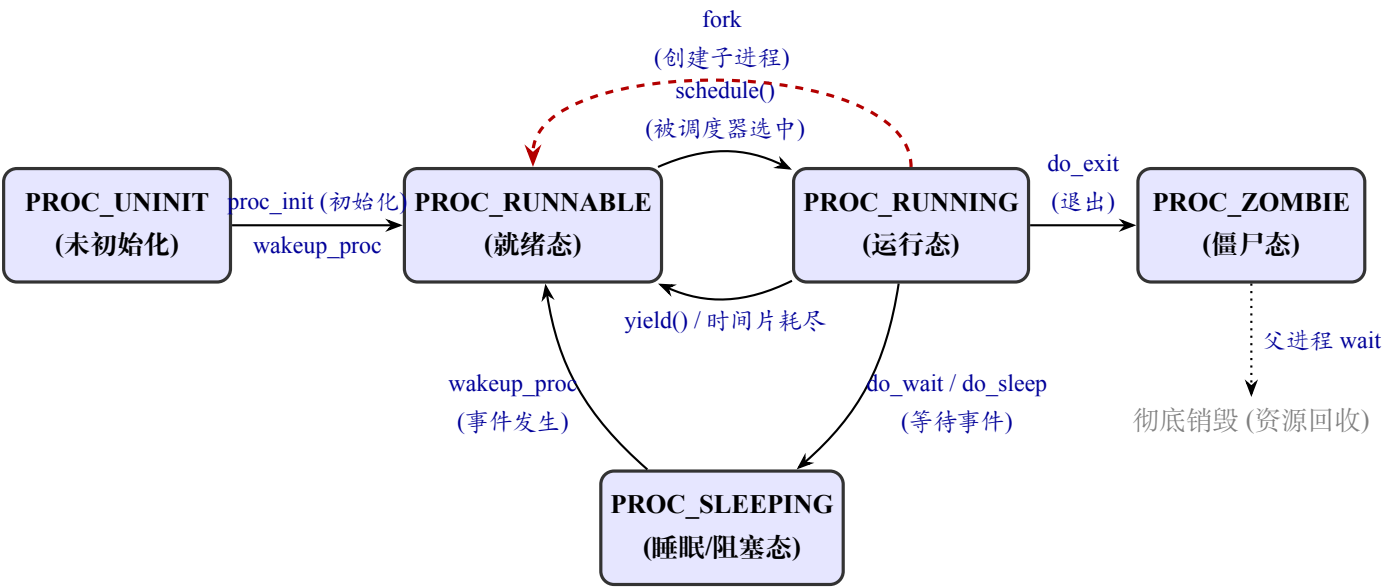 fork
(创建子进程)
schedule()
(被调度器选中)
PROC_UNINIT
(未初始化)
proc_init (初始化)
wakeup_proc
PROC_RUNNABLE
(就绪态)
PROC_RUNNING
(运行态)
do_exit
(退出)
PROC_ZOMBIE
(僵尸态)
yield() / 时间片耗尽
父进程 wait
wakeup_proc
(事件发生)
do_wait / do_sleep
(等待事件)
彻底销毁 (资源回收)
PROC_SLEEPING
(睡眠/阻塞态)